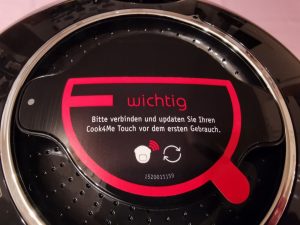 wichtig
Bitte verbinden und updaten Sie Ihren
Cook4Me Touch vor dem ersten Gebrauch.